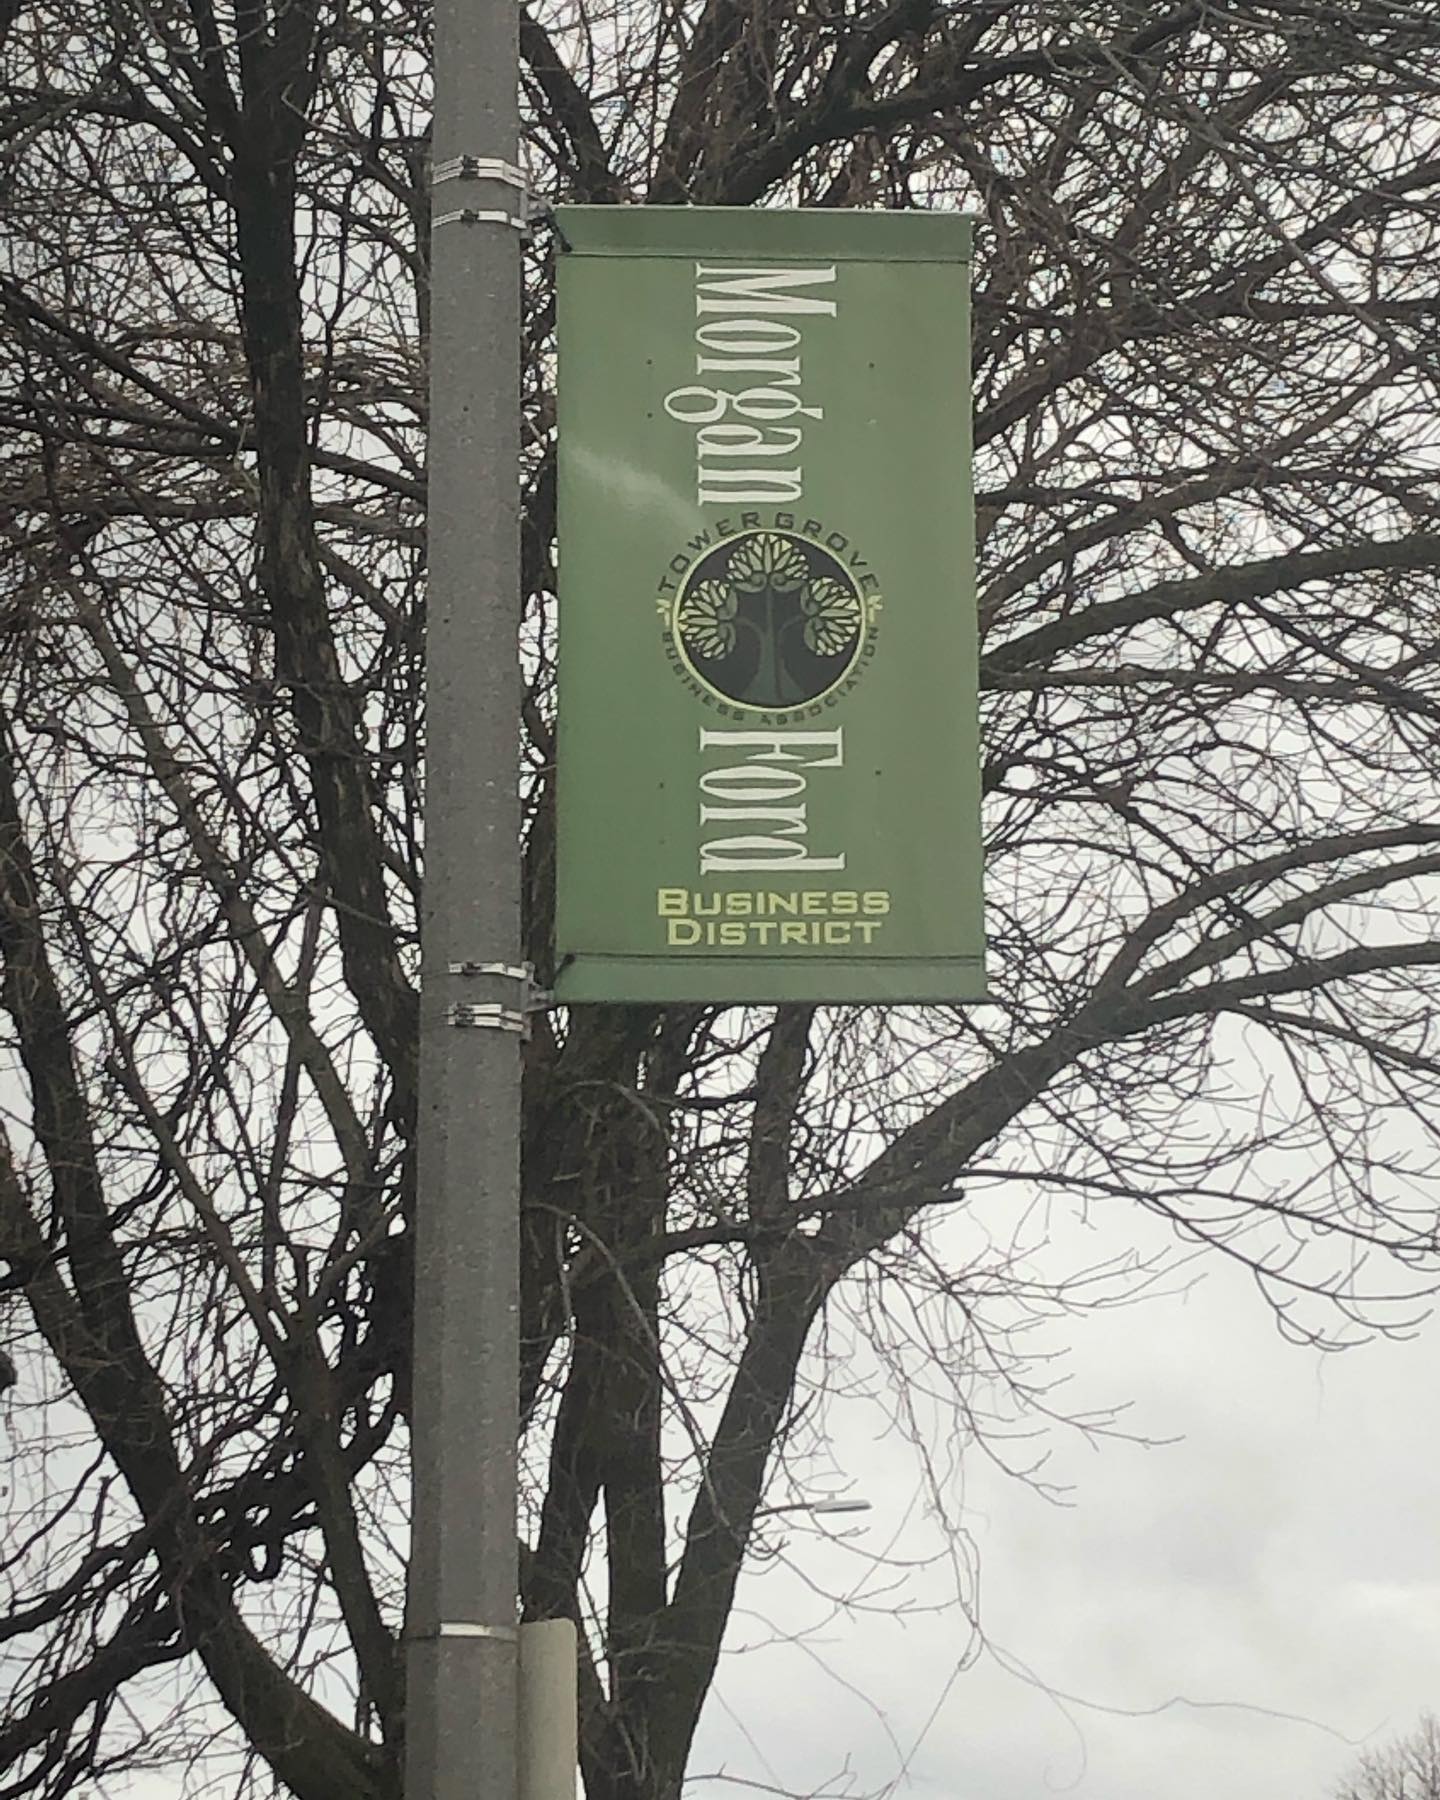 Morgan
TOWER GROVE
BUSINESS ASSOCIATION
Ford
BUSINESS
DISTRICT